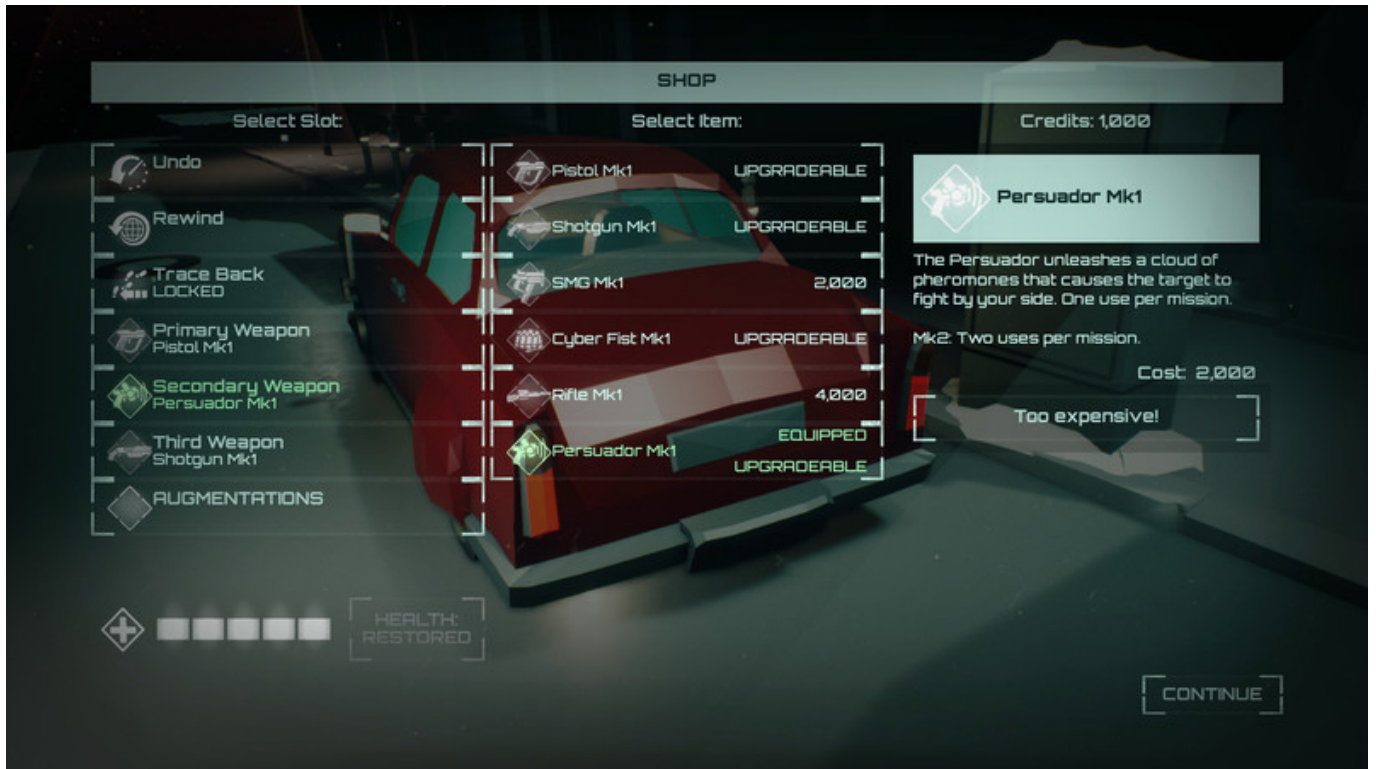 SHOP
Select Slot:
Undo
Rewind
Trace Back
LOCKED
Primary Weapon
Pistol Mk1
Secondary Weapon
Persuador Mk1
Third Weapon
Shotgun Mk1
AUGMENTATIONS
HEALTH:
RESTORED
Select Item:
Pistol Mk1 UPGRADEABLE
Shotgun Mk1 UPGRADEABLE
SMG Mk1 2,000
Cyber Fist Mk1 UPGRADEABLE
Rifle Mk1 4,000
EQUIPPED
Persuador Mk1
UPGRADEABLE
Credits: 1,000
Persuador Mk1
The Persuador unleashes a cloud of
pheromones that causes the target to
fight by your side. One use per mission.
Mk2: Two uses per mission.
Cost: 2,000
Too expensive!
CONTINUE